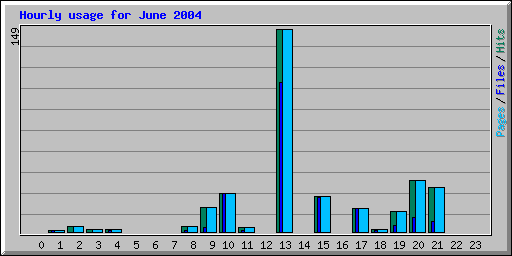 Hourly usage for June 2004
149
Pages/Files/Hits
0 1 2 3 4 5 6 7 8 9 10 11 12 13 14 15 16 17 18 19 20 21 22 23